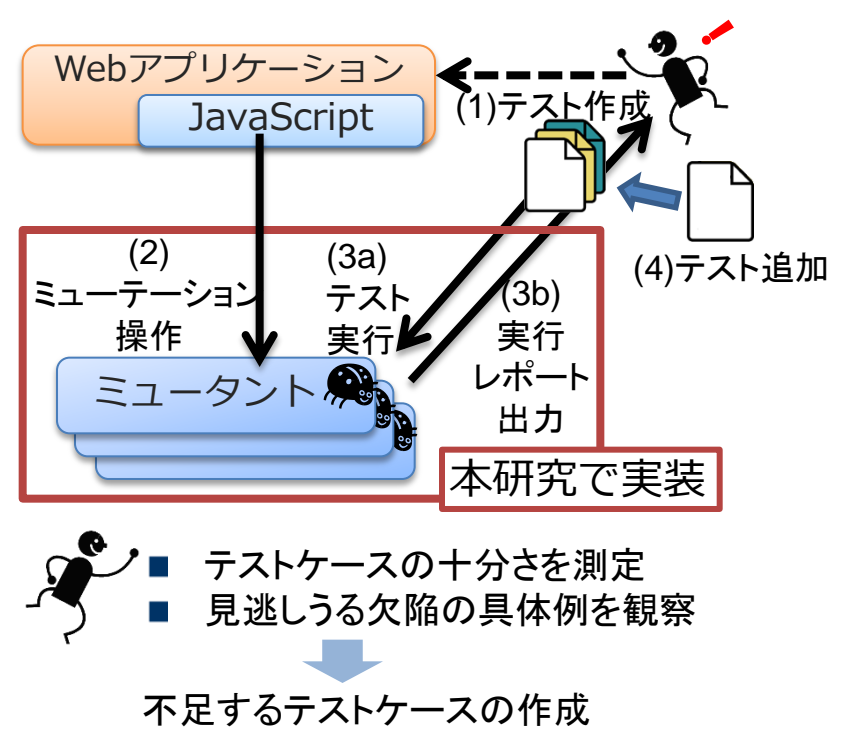 Webアプリケーション
JavaScript
(1)テスト作成
(4)テスト追加
(2)
ミューテーション
操作
(3a)
テスト
実行
(3b)
実行
レポート
出力
ミュータント
本研究で実装
■ テストケースの十分さを測定
■ 見逃しうる欠陥の具体例を観察
不足するテストケースの作成